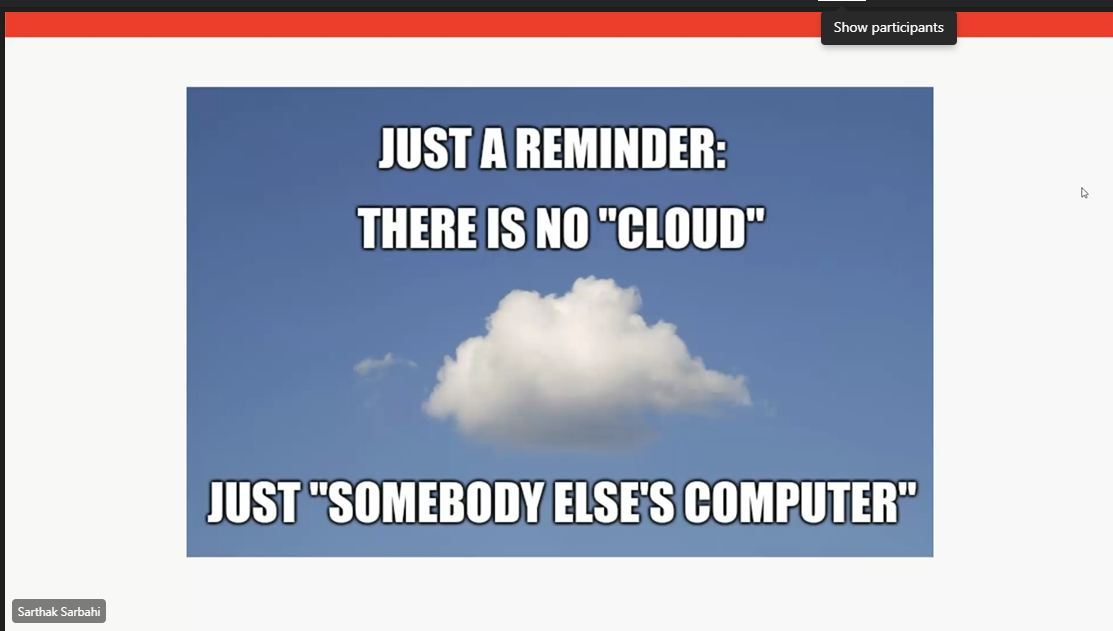 Show participants
JUST A REMINDER:
THERE IS NO "CLOUD"
JUST "SOMEBODY ELSE'S COMPUTER"
Sarthak Sarbahi